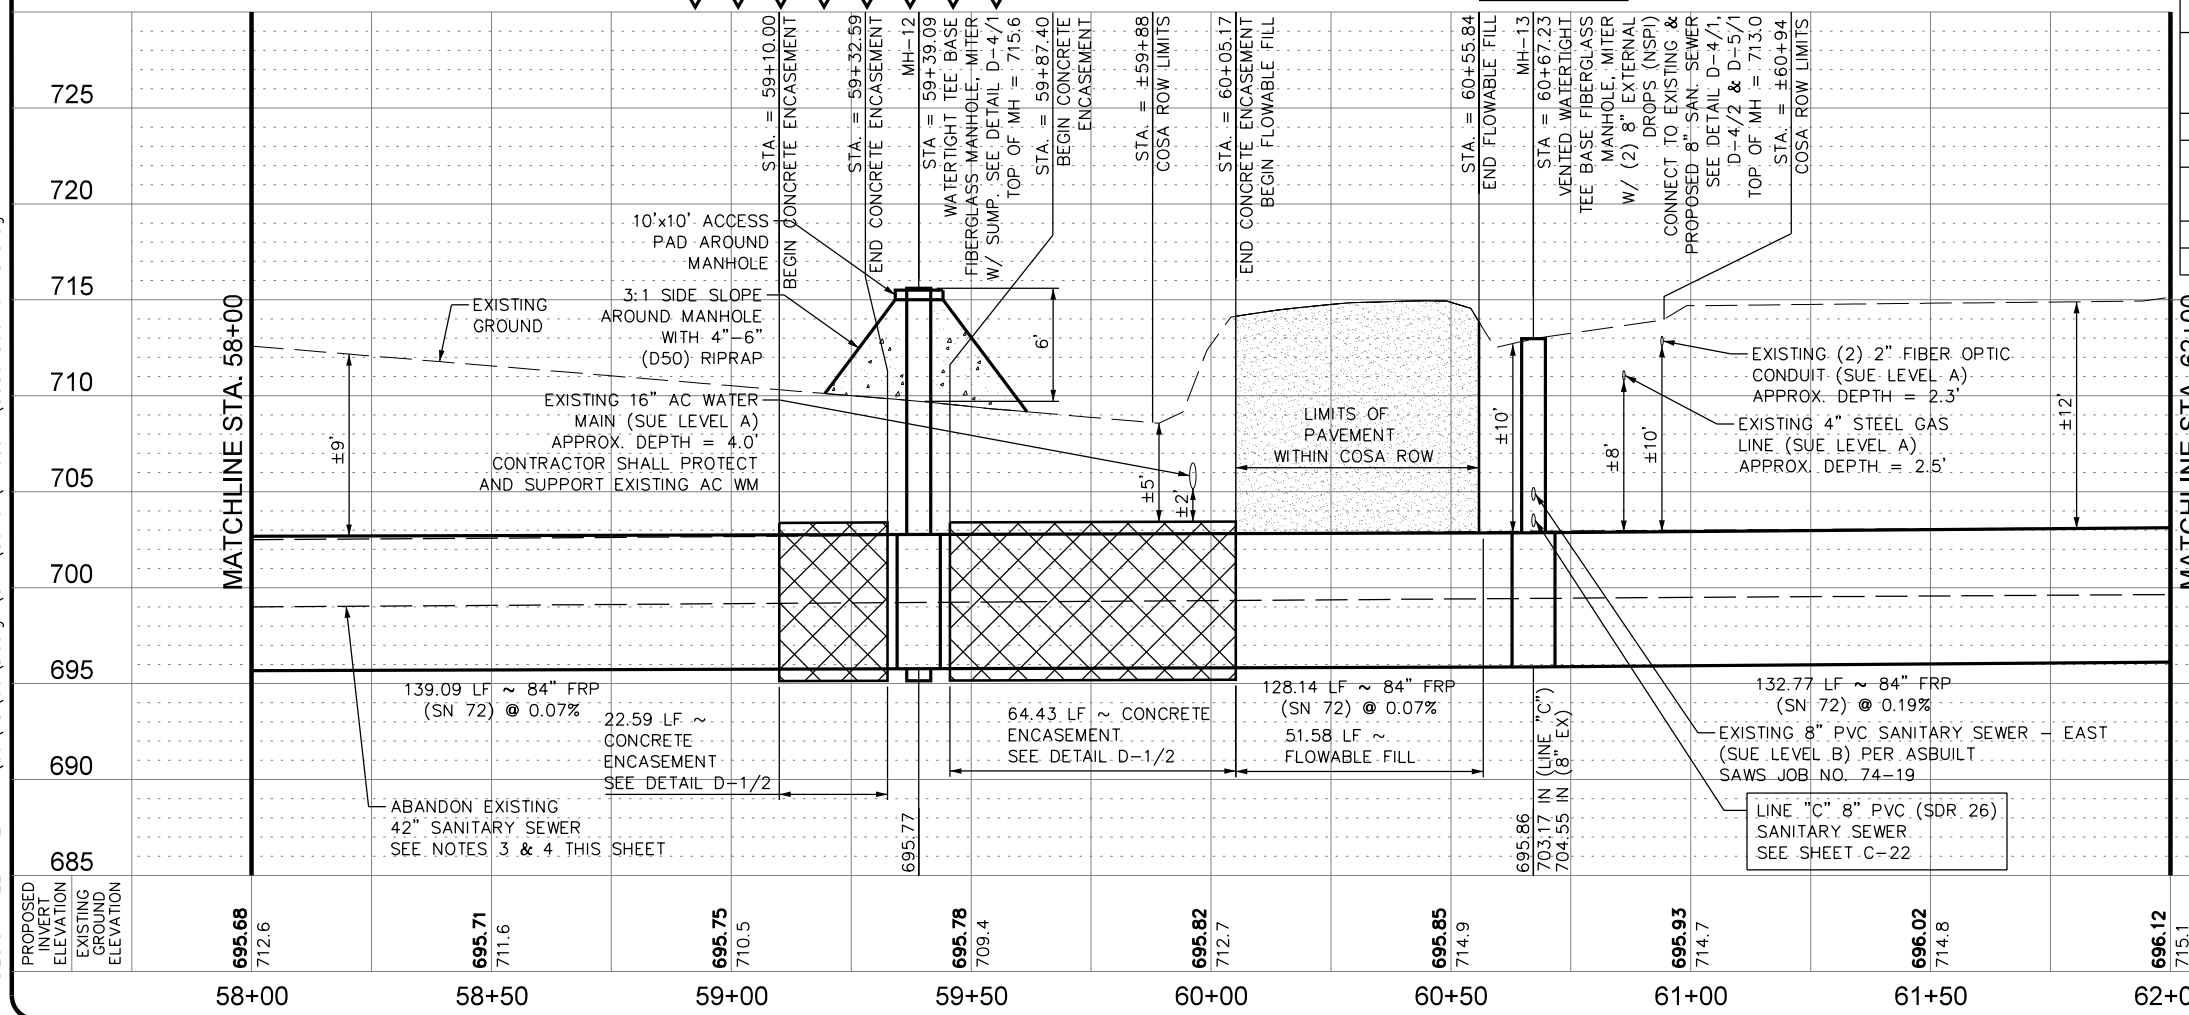 725
720
715
710
705
700
695
690
685
MATCHLINE STA. 58+00
STA. = 59+10.00
BEGIN CONCRETE ENCASEMENT
STA. = 59+32.59
END CONCRETE ENCASEMENT
MH-12
STA = 59+39.09
WATERTIGHT TEE BASE
FIBERGLASS MANHOLE, MITER
W/ SUMP. SEE DETAIL D-4/1
TOP OF MH = 715.6
STA. = 59+87.40
BEGIN CONCRETE
ENCASEMENT
STA. = ±59+88
COSA ROW LIMITS
STA. = 60+05.17
END CONCRETE ENCASEMENT
BEGIN FLOWABLE FILL
STA. = 60+55.84
END FLOWABLE FILL
MH-13
STA = 60+67.23
VENTED WATERTIGHT
TEE BASE FIBERGLASS
MANHOLE, MITER
W/ (2) 8" EXTERNAL
DROPS (NSPI)
CONNECT TO EXISTING &
PROPOSED 8" SAN. SEWER
SEE DETAIL D-4/1,
D-4/2 & D-5/1
TOP OF MH = 713.0
STA. = ±60+94
COSA ROW LIMITS
10'x10' ACCESS
PAD AROUND
MANHOLE
3:1 SIDE SLOPE
AROUND MANHOLE
WITH 4"-6"
(D50) RIPRAP
EXISTING
GROUND
EXISTING 16" AC WATER
MAIN (SUE LEVEL A)
APPROX. DEPTH = 4.0'
CONTRACTOR SHALL PROTECT
AND SUPPORT EXISTING AC WM
±9'
6'
±5'
±2'
LIMITS OF
PAVEMENT
WITHIN COSA ROW
±10'
±8'
±10'
±12'
EXISTING (2) 2" FIBER OPTIC
CONDUIT (SUE LEVEL A)
APPROX. DEPTH = 2.3'
EXISTING 4" STEEL GAS
LINE (SUE LEVEL A)
APPROX. DEPTH = 2.5'
139.09 LF ~ 84" FRP
(SN 72) @ 0.07%
22.59 LF ~
CONCRETE
ENCASEMENT
SEE DETAIL D-1/2
64.43 LF ~ CONCRETE
ENCASEMENT
SEE DETAIL D-1/2
128.14 LF ~ 84" FRP
(SN 72) @ 0.07%
51.58 LF ~
FLOWABLE FILL
132.77 LF ~ 84" FRP
(SN 72) @ 0.19%
EXISTING 8" PVC SANITARY SEWER - EAST
(SUE LEVEL B) PER ASBUILT
SAWS JOB NO. 74-19
LINE "C" 8" PVC (SDR 26)
SANITARY SEWER
SEE SHEET C-22
ABANDON EXISTING
42" SANITARY SEWER
SEE NOTES 3 & 4 THIS SHEET
695.77
695.86
703.17 IN (LINE "C")
704.55 IN (8" EX)
PROPOSED
INVERT
ELEVATION
EXISTING
GROUND
ELEVATION
695.68
712.6
695.71
711.6
695.75
710.5
695.78
709.4
695.82
712.7
695.85
714.9
695.93
714.7
696.02
714.8
696.12
715.1
58+00
58+50
59+00
59+50
60+00
60+50
61+00
61+50